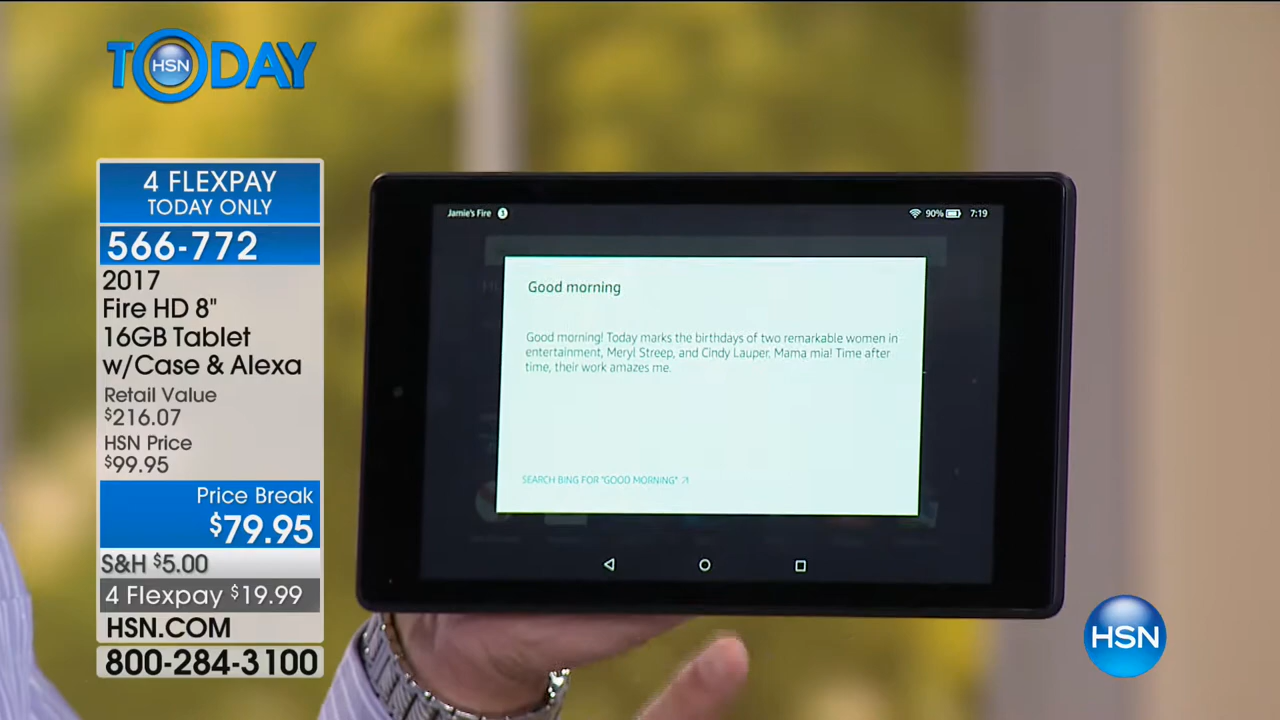 TODAY
HSN
4 FLEXPAY
TODAY ONLY
566-772
2017
Fire HD 8"
16GB Tablet
w/Case & Alexa
Retail Value
$216.07
HSN Price
$99.95
Price Break
$79.95
S&H $5.00
4 Flexpay $19.99
HSN.COM
800-284-3100
Jamie's Fire 3
90% 7:19
Good morning
Good morning! Today marks the birthdays of two remarkable women in
entertainment, Meryl Streep, and Cindy Lauper, Mama mia! Time after
time, their work amazes me.
SEARCH BING FOR "GOOD MORNING"
HSN